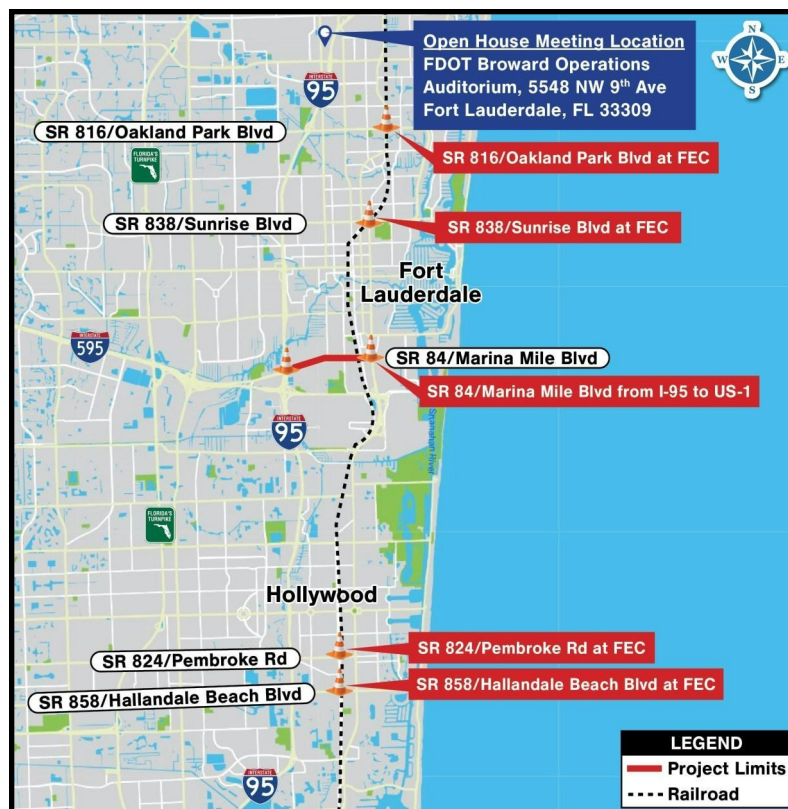 Open House Meeting Location
FDOT Broward Operations
Auditorium, 5548 NW 9th Ave
Fort Lauderdale, FL 33309
N
W E
S
INTERSTATE
95
SR 816/Oakland Park Blvd
FLORIDA'S
TURNPIKE
SR 816/Oakland Park Blvd at FEC
SR 838/Sunrise Blvd
SR 838/Sunrise Blvd at FEC
Fort
Lauderdale
INTERSTATE
595
SR 84/Marina Mile Blvd
SR 84/Marina Mile Blvd from I-95 to US-1
INTERSTATE
95
FLORIDA'S
TURNPIKE
Hollywood
SR 824/Pembroke Rd
SR 824/Pembroke Rd at FEC
SR 858/Hallandale Beach Blvd
SR 858/Hallandale Beach Blvd at FEC
INTERSTATE
95
LEGEND
Project Limits
Railroad